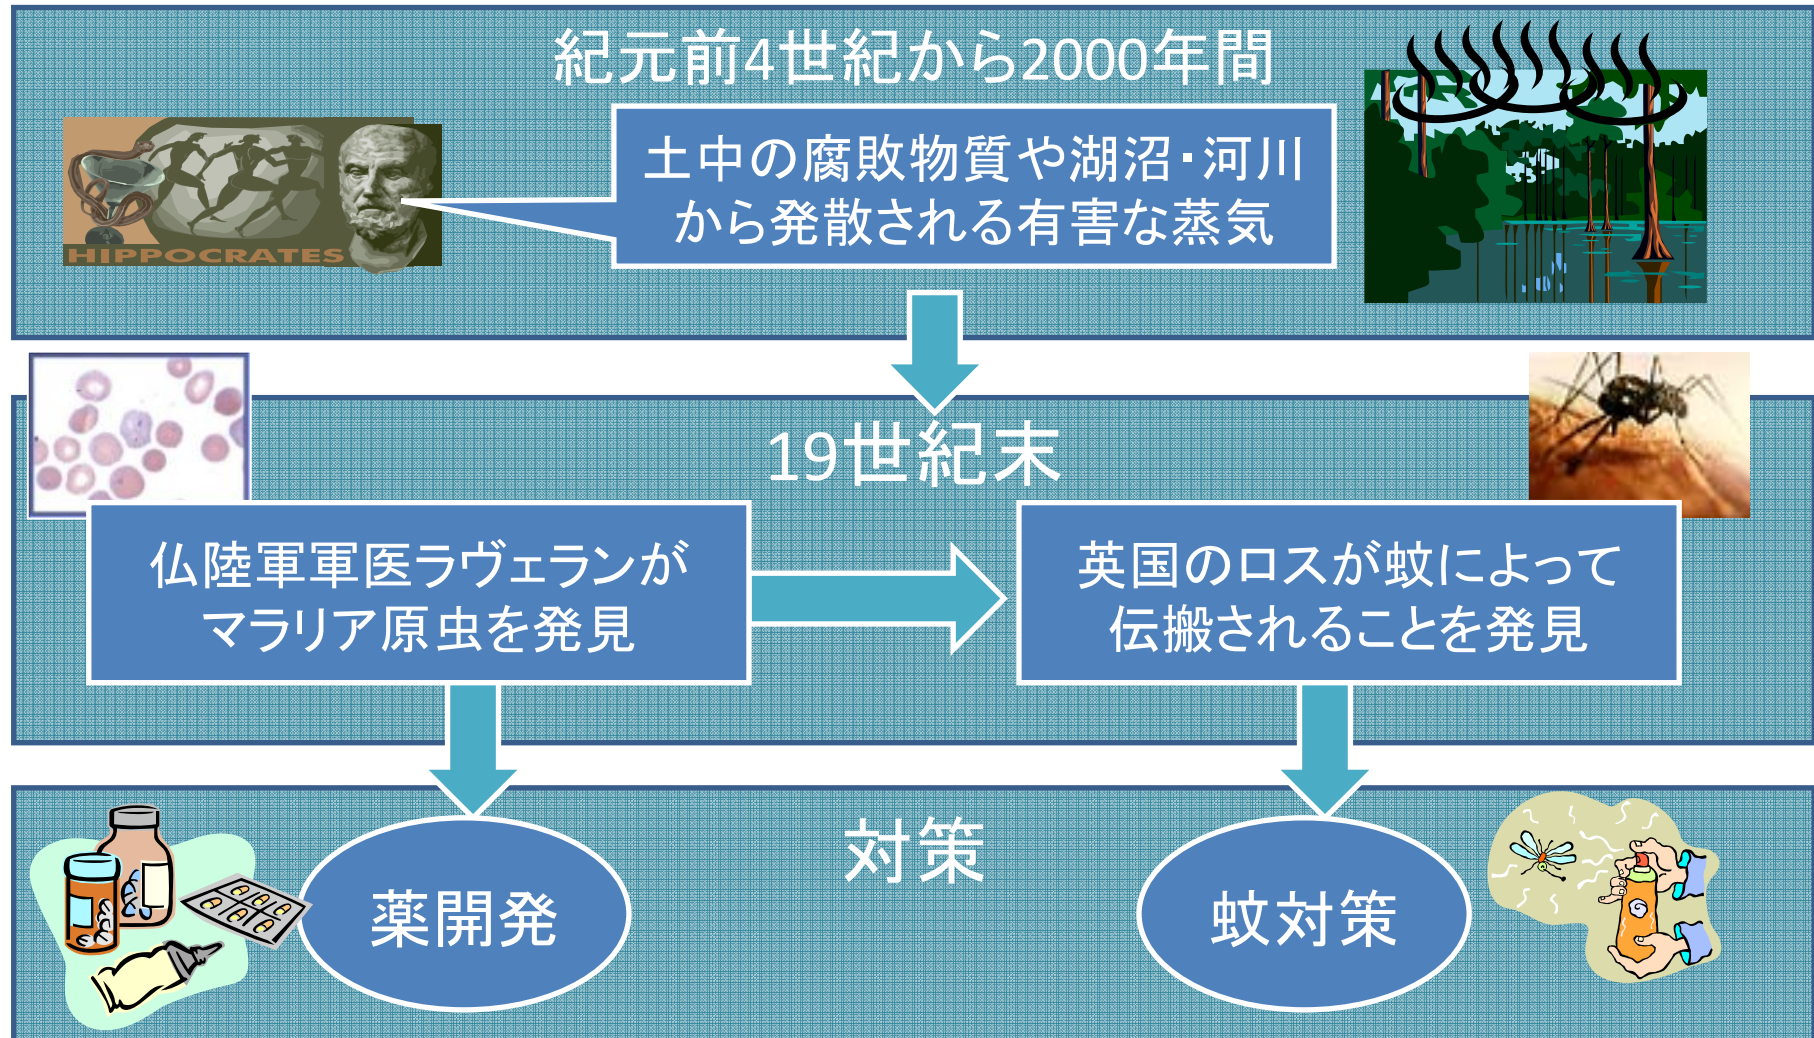 紀元前4世紀から2000年間
土中の腐敗物質や湖沼・河川
から発散される有害な蒸気
HIPPOCRATES
19世紀末
仏陸軍軍医ラヴェランが
マラリア原虫を発見
英国のロスが蚊によって
伝搬されることを発見
対策
薬開発
蚊対策